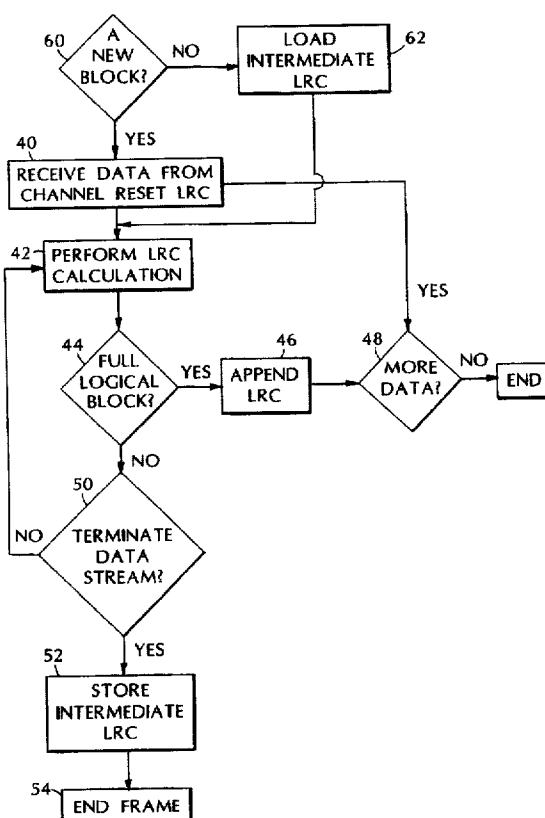 60
A
NEW
BLOCK?
NO
LOAD
INTERMEDIATE
LRC
62
YES
40
RECEIVE DATA FROM
CHANNEL RESET LRC
42
PERFORM LRC
CALCULATION
YES
44
FULL
LOGICAL
BLOCK?
YES
46
APPEND
LRC
48
MORE
DATA?
NO
END
NO
50
NO
TERMINATE
DATA
STREAM?
YES
52
STORE
INTERMEDIATE
LRC
54
END FRAME